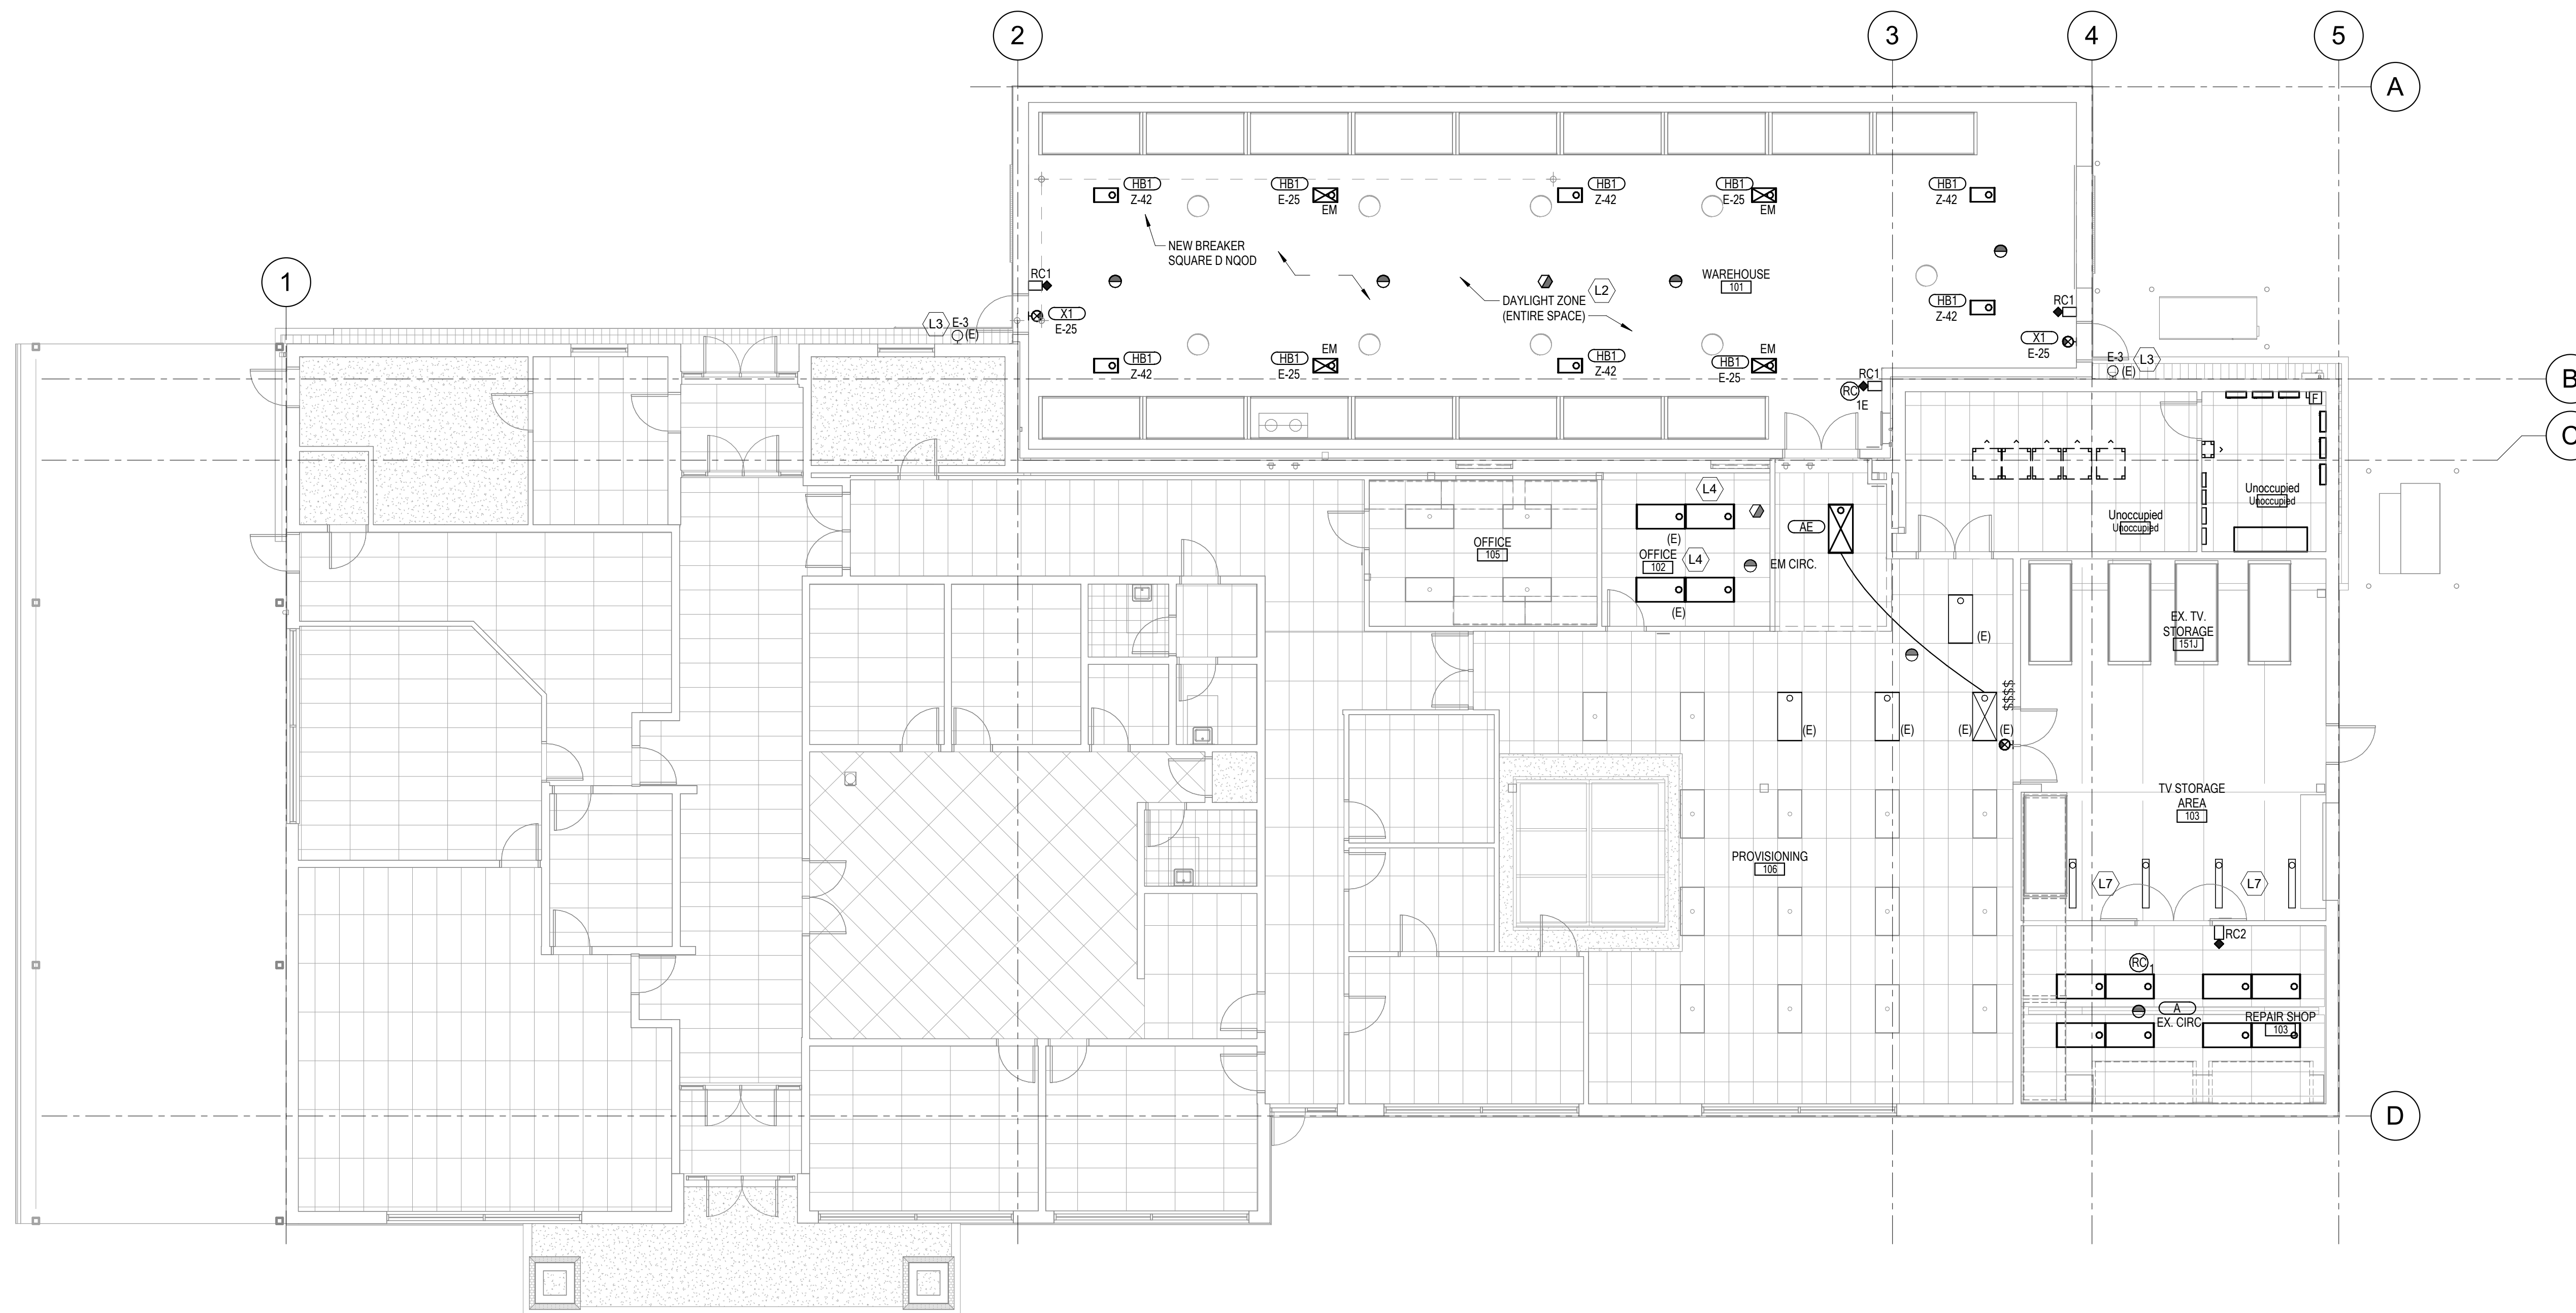 2
3
4
5
A
HB1
Z-42
HB1
E-25
EM
HB1
Z-42
HB1
E-25
EM
HB1
Z-42
NEW BREAKER
SQUARE D NQOD
1
RC1
X1
E-25
L3
E-3
(E)
DAYLIGHT ZONE
(ENTIRE SPACE)
L2
WAREHOUSE
101
HB1
Z-42
RC1
X1
E-25
E-3
(E)
L3
HB1
Z-42
HB1
E-25
EM
HB1
Z-42
HB1
E-25
EM
RC1
RC
1E
B
C
F
Unoccupied
Unoccupied
Unoccupied
Unoccupied
L4
(E)
OFFICE
105
OFFICE
102
L4
(E)
EM CIRC.
AE
(E)
EX. TV.
STORAGE
151J
$$$$$
(E)
(E)
(E)
(E)
TV STORAGE
AREA
103
PROVISIONING
106
L7
L7
RC2
RC
1
A
EX. CIRC
REPAIR SHOP
103
D